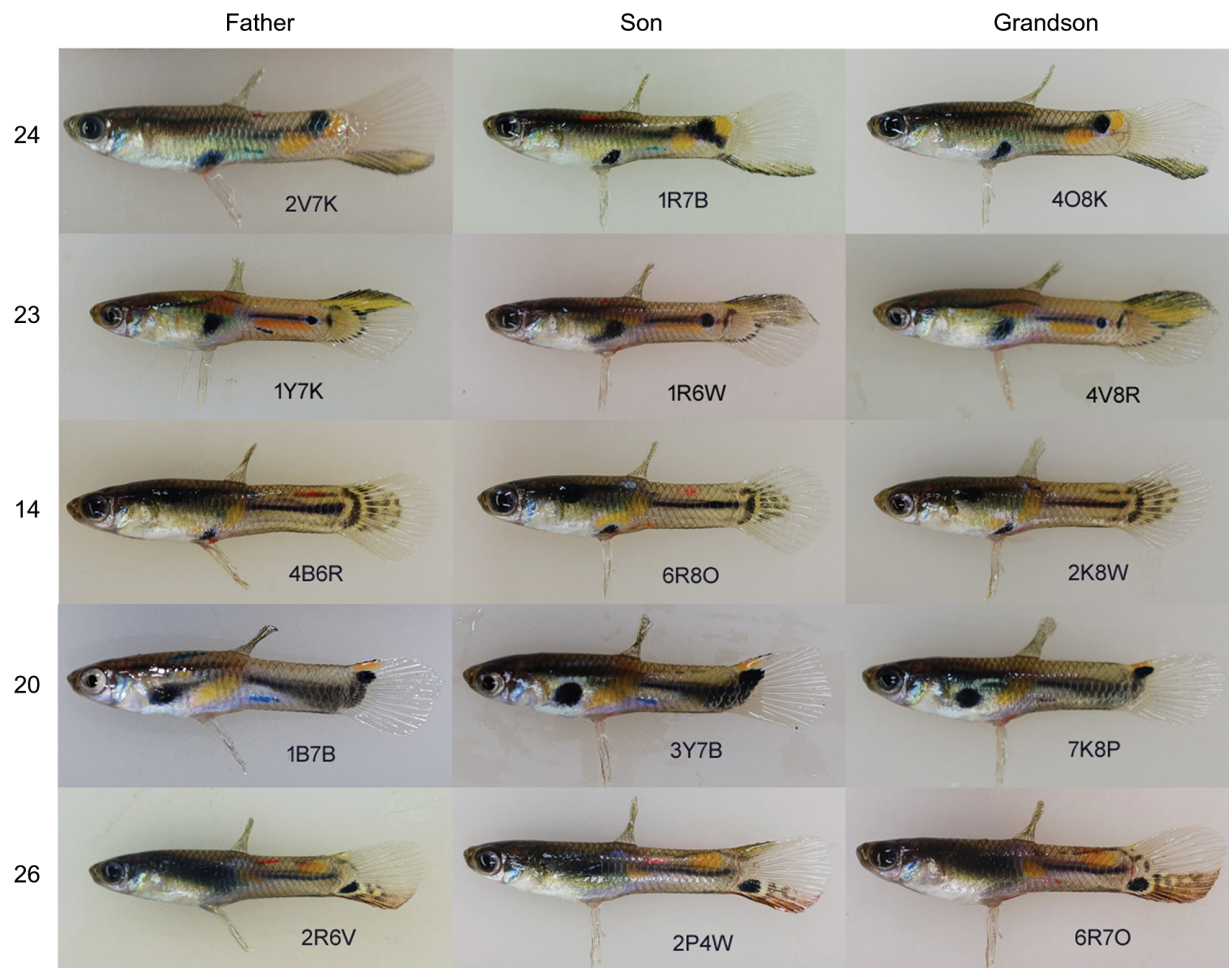 Father Son Grandson
24 2V7K 1R7B 4O8K
23 1Y7K 1R6W 4V8R
14 4B6R 6R8O 2K8W
20 1B7B 3Y7B 7K8P
26 2R6V 2P4W 6R7O